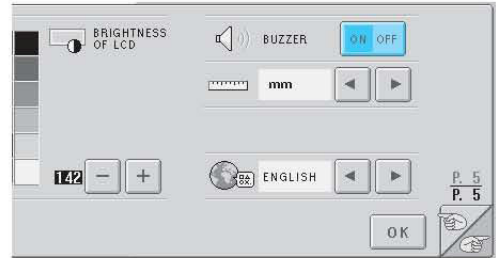 BRIGHTNESS
OF LCD
BUZZER
ON OFF
mm
142
ENGLISH
P. 5
P. 5
OK